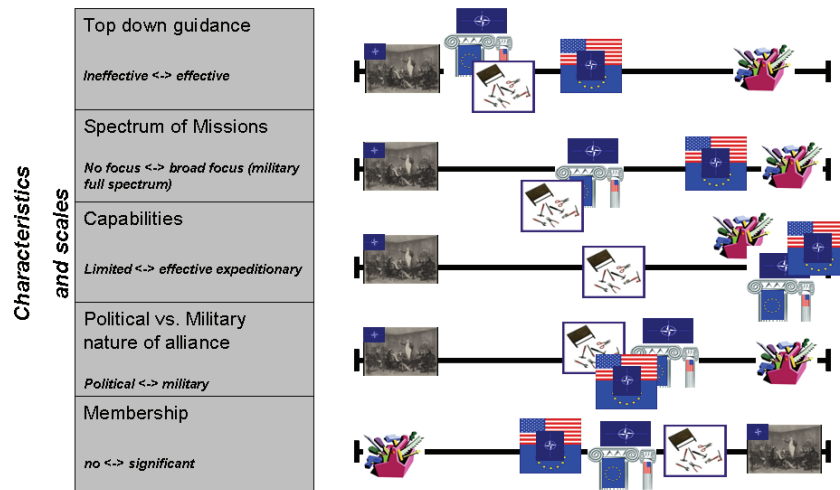 Characteristics
and scales
Top down guidance
Ineffective <-> effective
Spectrum of Missions
No focus <-> broad focus (military
full spectrum)
Capabilities
Limited <-> effective expeditionary
Political vs. Military
nature of alliance
Political <-> military
Membership
no <-> significant